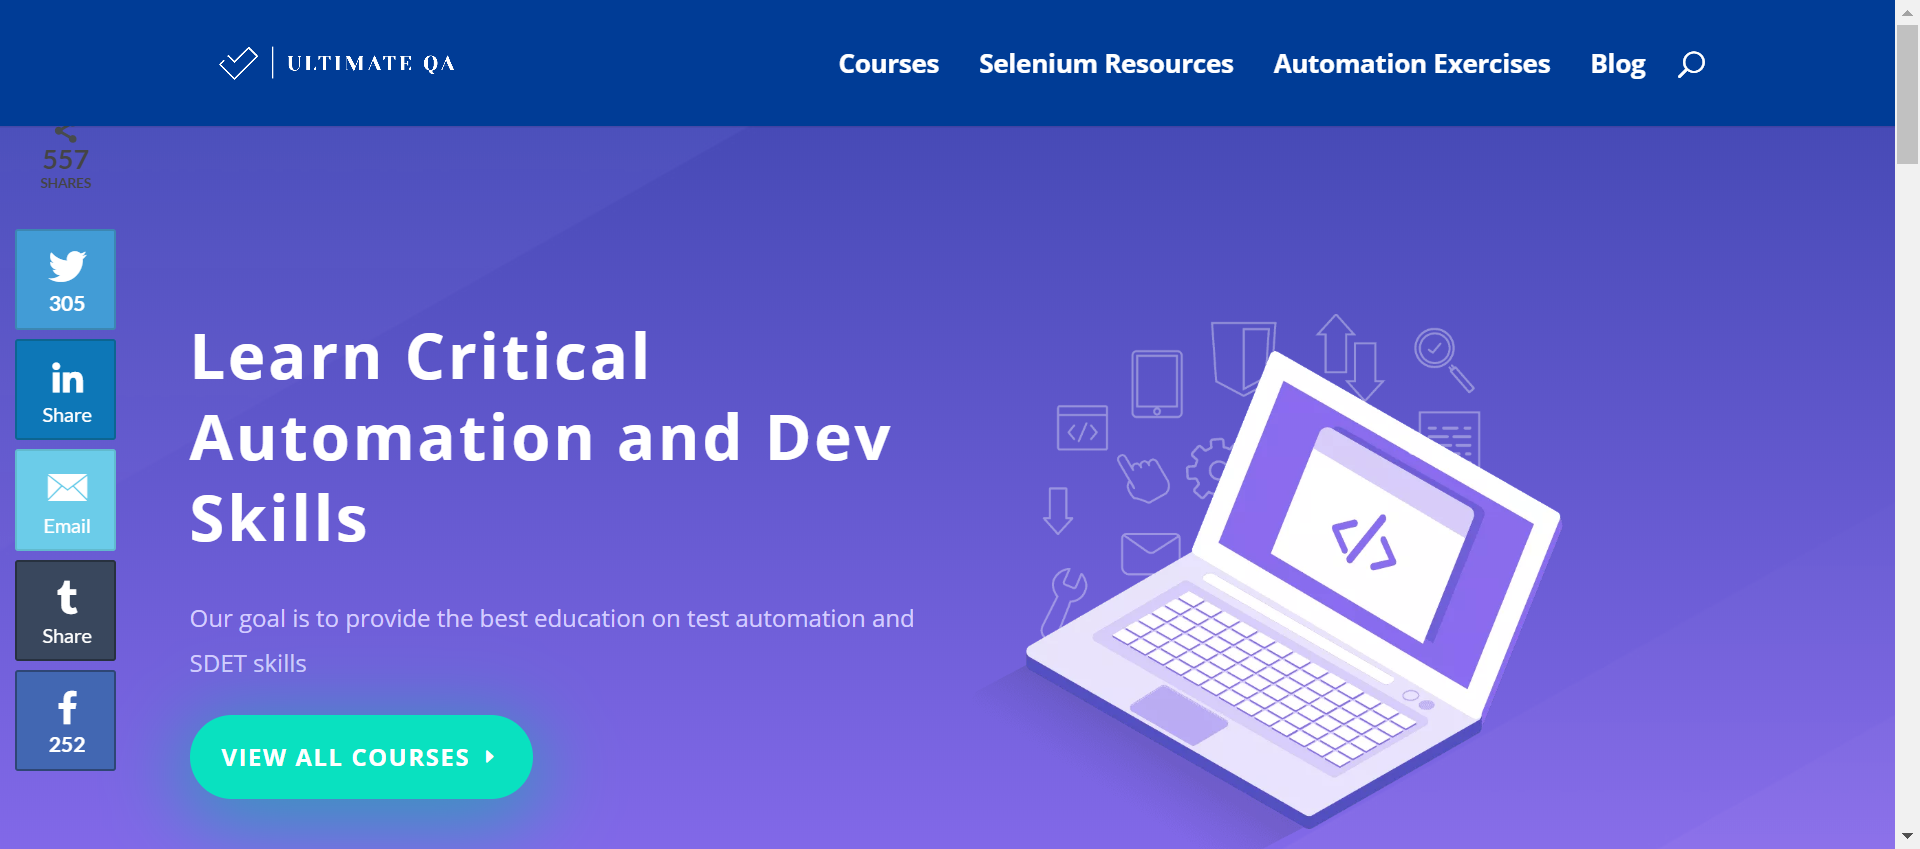 ULTIMATE QA
Courses
Selenium Resources
Automation Exercises
Blog
557
SHARES
305
Share
Email
Share
252
Learn Critical
Automation and Dev
Skills
Our goal is to provide the best education on test automation and
SDET skills
VIEW ALL COURSES